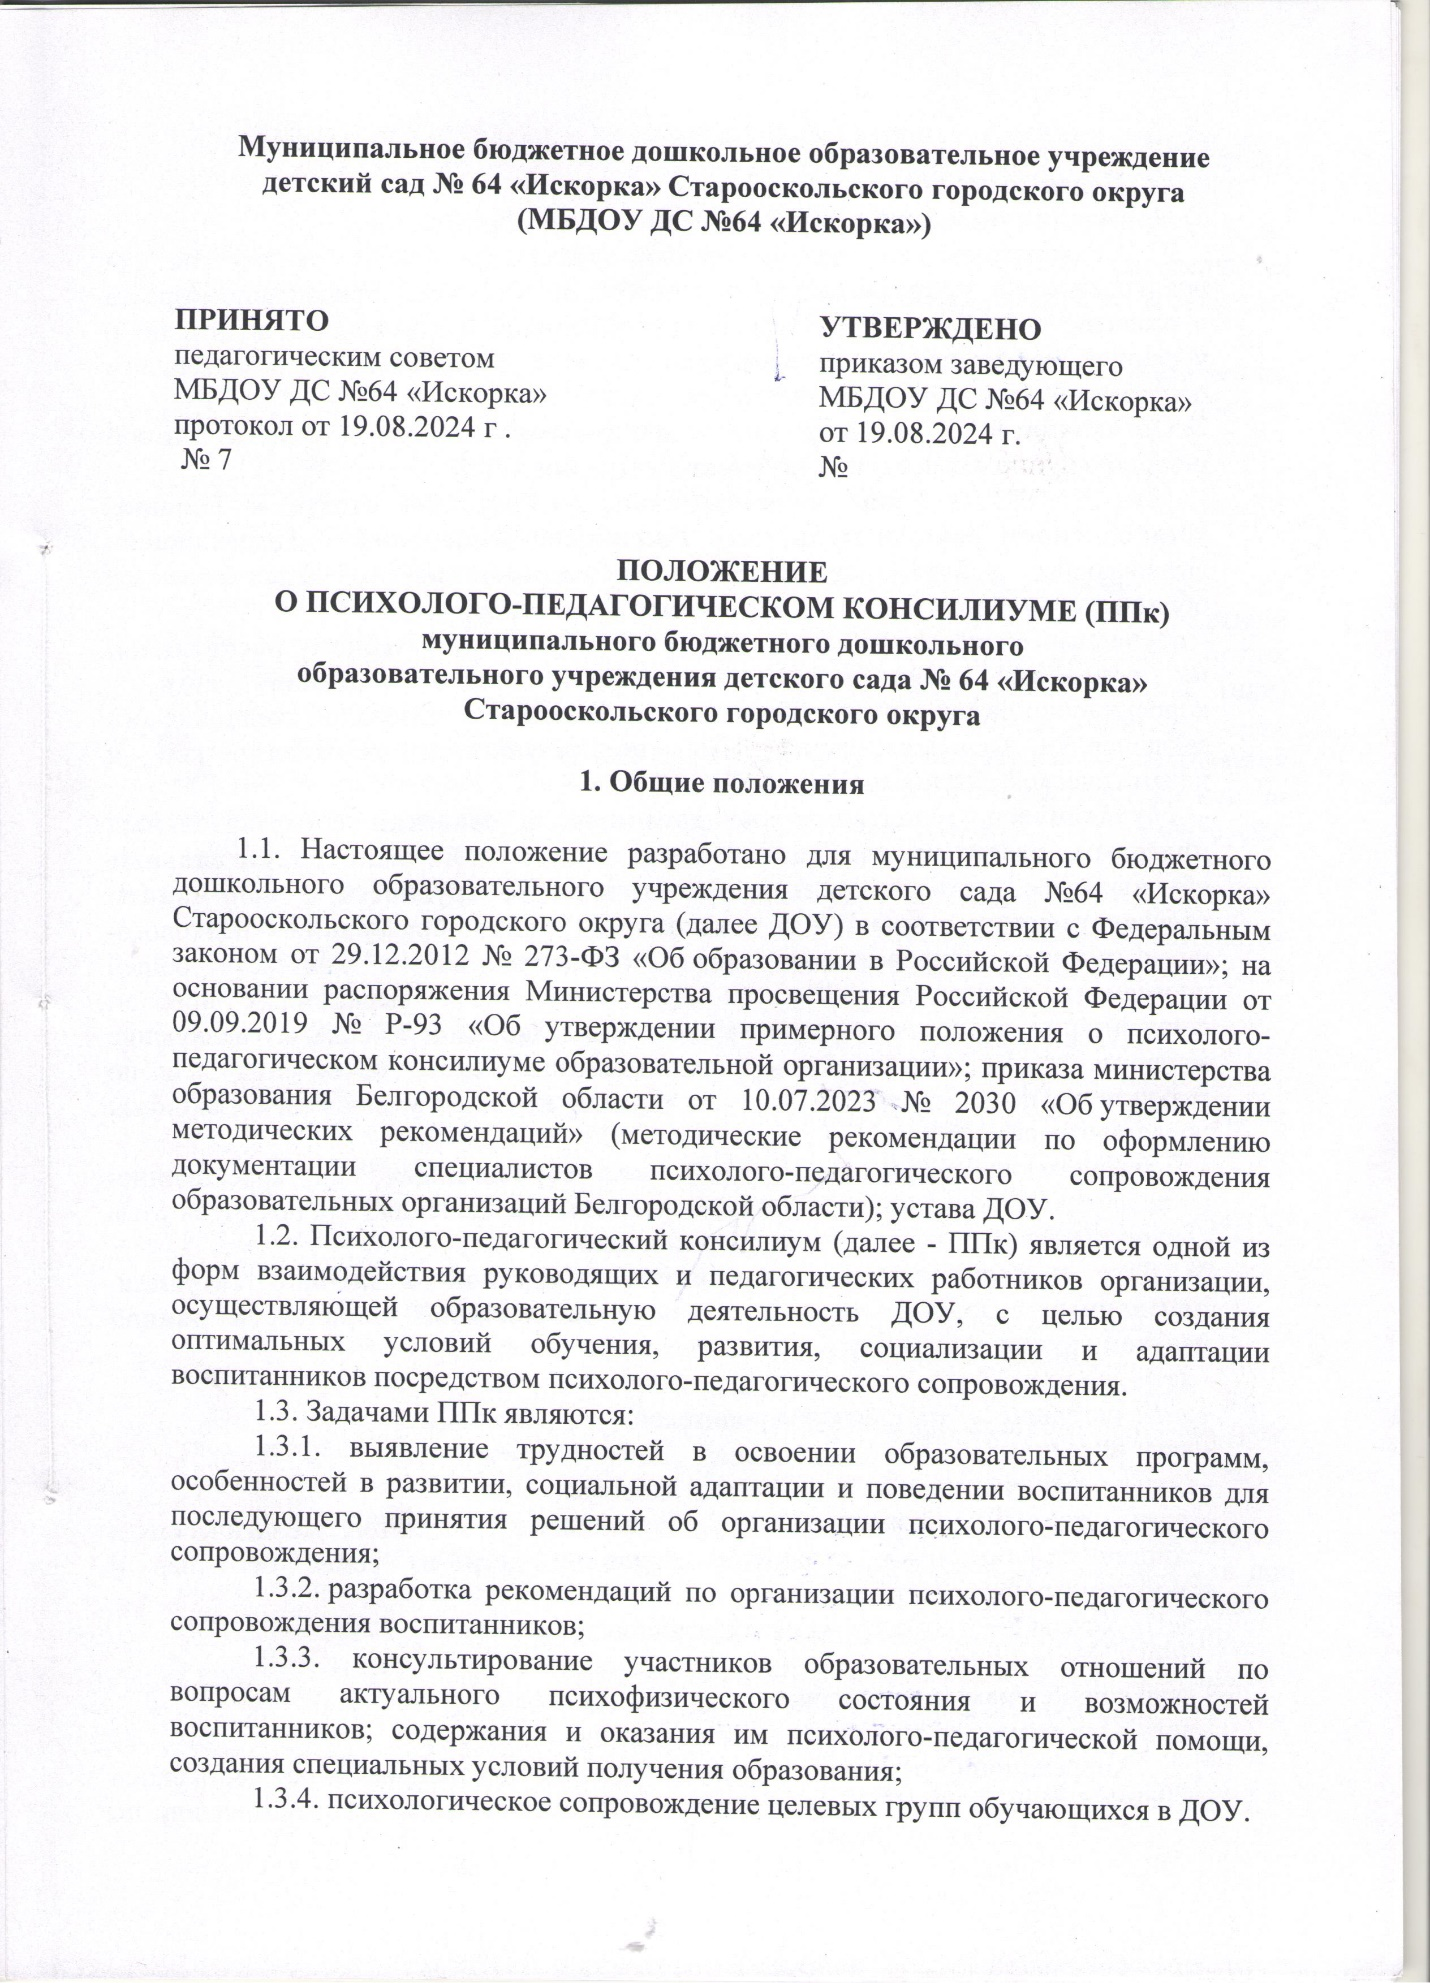 Муниципальное бюджетное дошкольное образовательное учреждение
детский сад № 64 «Искорка» Старооскольского городского округа
(МБДОУ ДС №64 «Искорка»)
ПРИНЯТО
педагогическим советом
МБДОУ ДС №64 «Искорка»
протокол от 19.08.2024 г .
№ 7
УТВЕРЖДЕНО
приказом заведующего
МБДОУ ДС №64 «Искорка»
от 19.08.2024 г.
№
ПОЛОЖЕНИЕ
О ПСИХОЛОГО-ПЕДАГОГИЧЕСКОМ КОНСИЛИУМЕ (ППк)
муниципального бюджетного дошкольного
образовательного учреждения детского сада № 64 «Искорка»
Старооскольского городского округа
1. Общие положения
1.1. Настоящее положение разработано для муниципального бюджетного
дошкольного образовательного учреждения детского сада №64 «Искорка»
Старооскольского городского округа (далее ДОУ) в соответствии с Федеральным
законом от 29.12.2012 № 273-ФЗ «Об образовании в Российской Федерации»; на
основании распоряжения Министерства просвещения Российской Федерации от
09.09.2019 № Р-93 «Об утверждении примерного положения о психолого-
педагогическом консилиуме образовательной организации»; приказа министерства
образования Белгородской области от 10.07.2023 № 2030 «Об утверждении
методических рекомендаций» (методические рекомендации по оформлению
документации специалистов психолого-педагогического сопровождения
образовательных организаций Белгородской области); устава ДОУ.
1.2. Психолого-педагогический консилиум (далее - ППк) является одной из
форм взаимодействия руководящих и педагогических работников организации,
осуществляющей образовательную деятельность ДОУ, с целью создания
оптимальных условий обучения, развития, социализации и адаптации
воспитанников посредством психолого-педагогического сопровождения.
1.3. Задачами ППк являются:
1.3.1. выявление трудностей в освоении образовательных программ,
особенностей в развитии, социальной адаптации и поведении воспитанников для
последующего принятия решений об организации психолого-педагогического
сопровождения;
1.3.2. разработка рекомендаций по организации психолого-педагогического
сопровождения воспитанников;
1.3.3. консультирование участников образовательных отношений по
вопросам актуального психофизического состояния и возможностей
воспитанников; содержания и оказания им психолого-педагогической помощи,
создания специальных условий получения образования;
1.3.4. психологическое сопровождение целевых групп обучающихся в ДОУ.